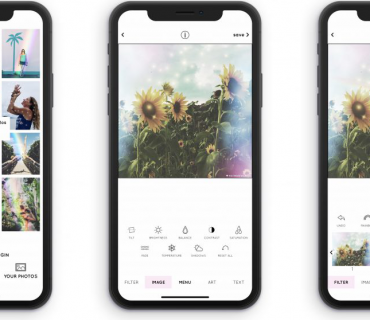 GIN
YOUR PHOTOS
save
TILT BRIGHTNESS BALANCE CONTRAST SATURATION
FADE TEMPERATURE SHADOWS RESET ALL
FILTER IMAGE MENU ART TEXT
UNDO
FILTER IMAGE